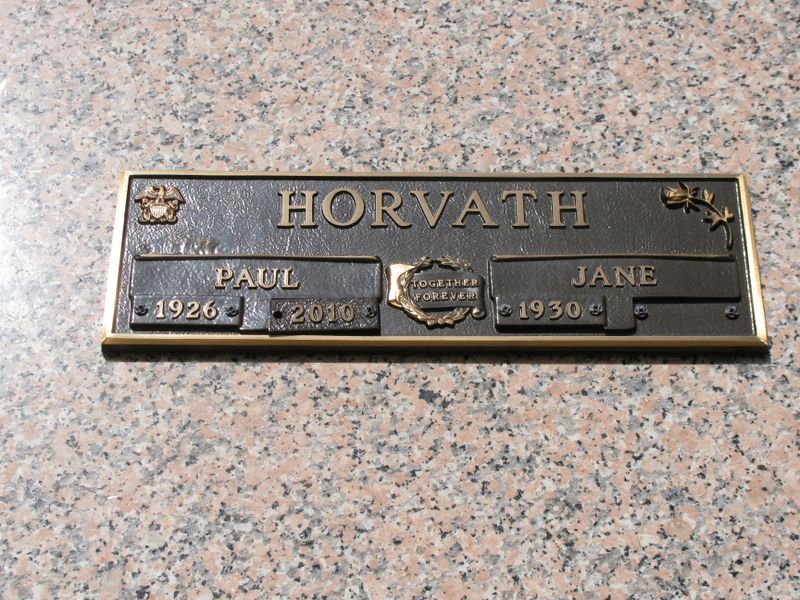 HORVATH
PAUL
1926 2010
TOGETHER
FOREVER
JANE
1930